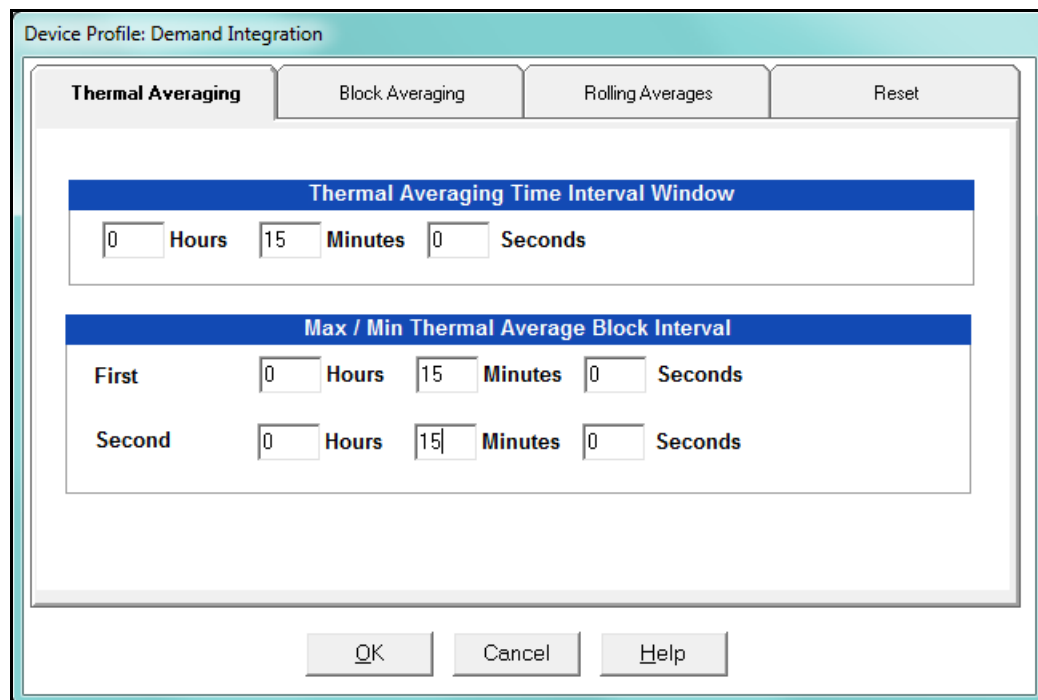 Device Profile: Demand Integration
Thermal Averaging Block Averaging Rolling Averages Reset
Thermal Averaging Time Interval Window
0 Hours 15 Minutes 0 Seconds
Max / Min Thermal Average Block Interval
First 0 Hours 15 Minutes 0 Seconds
Second 0 Hours 15 Minutes 0 Seconds
OK Cancel Help